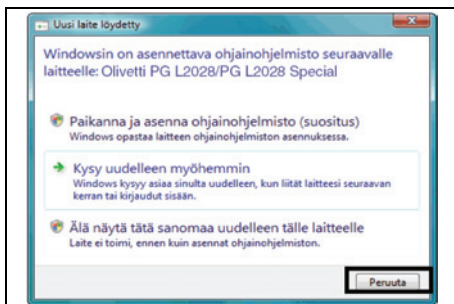 Uusi laite löydetty
Windowsin on asennettava ohjainohjelmisto seuraavalle
laitteelle: Olivetti PG L2028/PG L2028 Special
Paikanna ja asenna ohjainohjelmisto (suositus)
Windows opastaa laitteen ohjainohjelmiston asennuksessa.
Kysy uudelleen myöhemmin
Windows kysyy asiaa sinulta uudelleen, kun liität laitteesi seuraavan
kerran tai kirjaudut sisään.
Älä näytä tätä sanomaa uudelleen tälle laitteelle
Laite ei toimi, ennen kuin asennat ohjainohjelmiston.
Peruuta